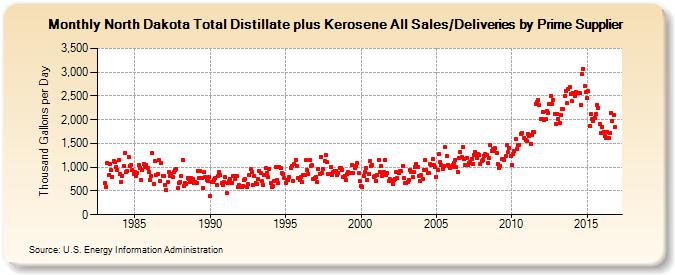 Monthly North Dakota Total Distillate plus Kerosene All Sales/Deliveries by Prime Supplier
Thousand Gallons per Day
3,500
3,000
2,500
2,000
1,500
1,000
500
0
1985 1990 1995 2000 2005 2010 2015
Source: U.S. Energy Information Administration